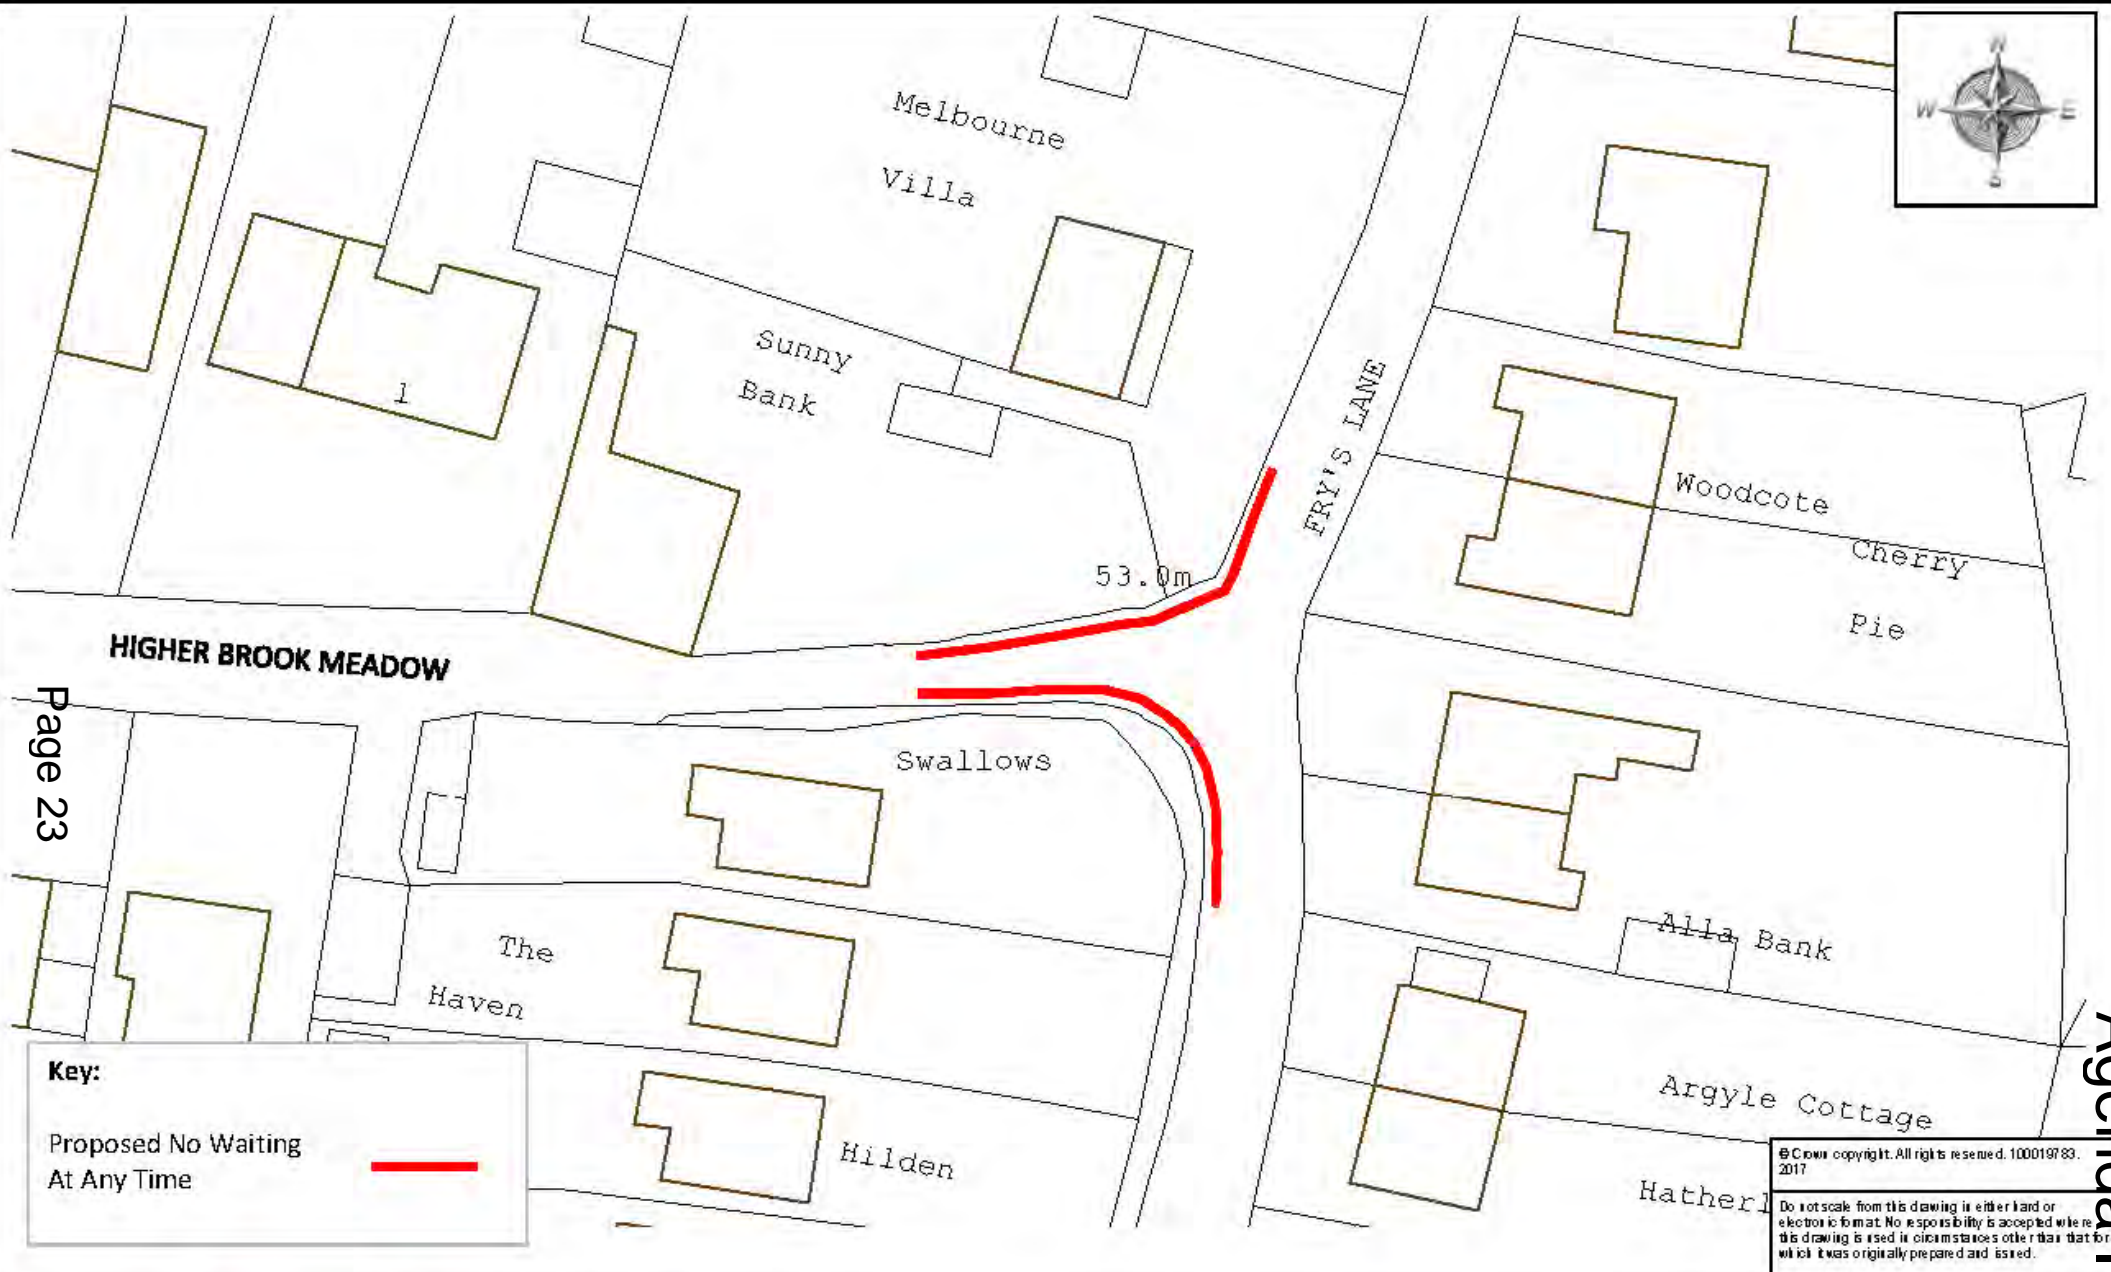 N
W E
S
Melbourne
Villa
Sunny
Bank
1
FRY'S LANE
Woodcote
Cherry
Pie
53.0m
HIGHER BROOK MEADOW
Page 23
Swallows
The
Haven
Alla Bank
Argyle Cottage
Hilden
Hatherl
Key:
Proposed No Waiting
At Any Time
© Crown copyright. All rights reserved. 100019783.
2017
Do not scale from this drawing in either hard or
electronic format. No responsibility is accepted where
this drawing is used in circumstances other than that for
which it was originally prepared and issued.